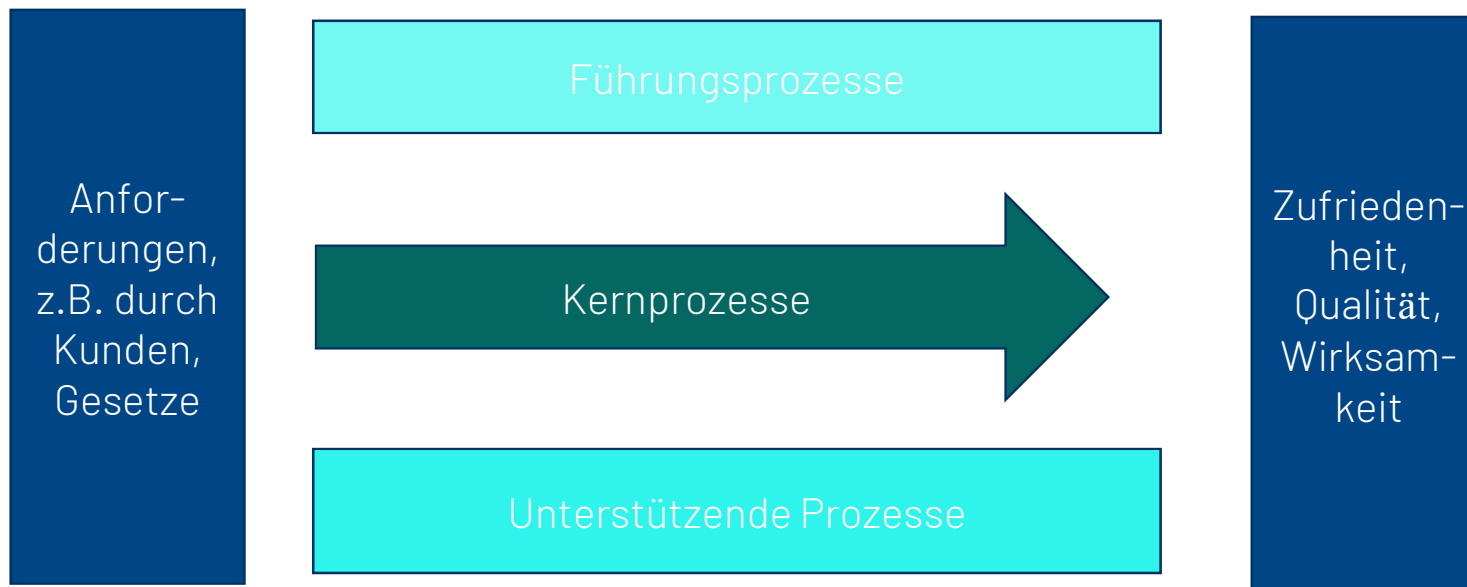 Anfor-
derungen,
z.B. durch
Kunden,
Gesetze
Führungsprozesse
Kernprozesse
Unterstützende Prozesse
Zufrieden-
heit,
Qualität,
Wirksam-
keit